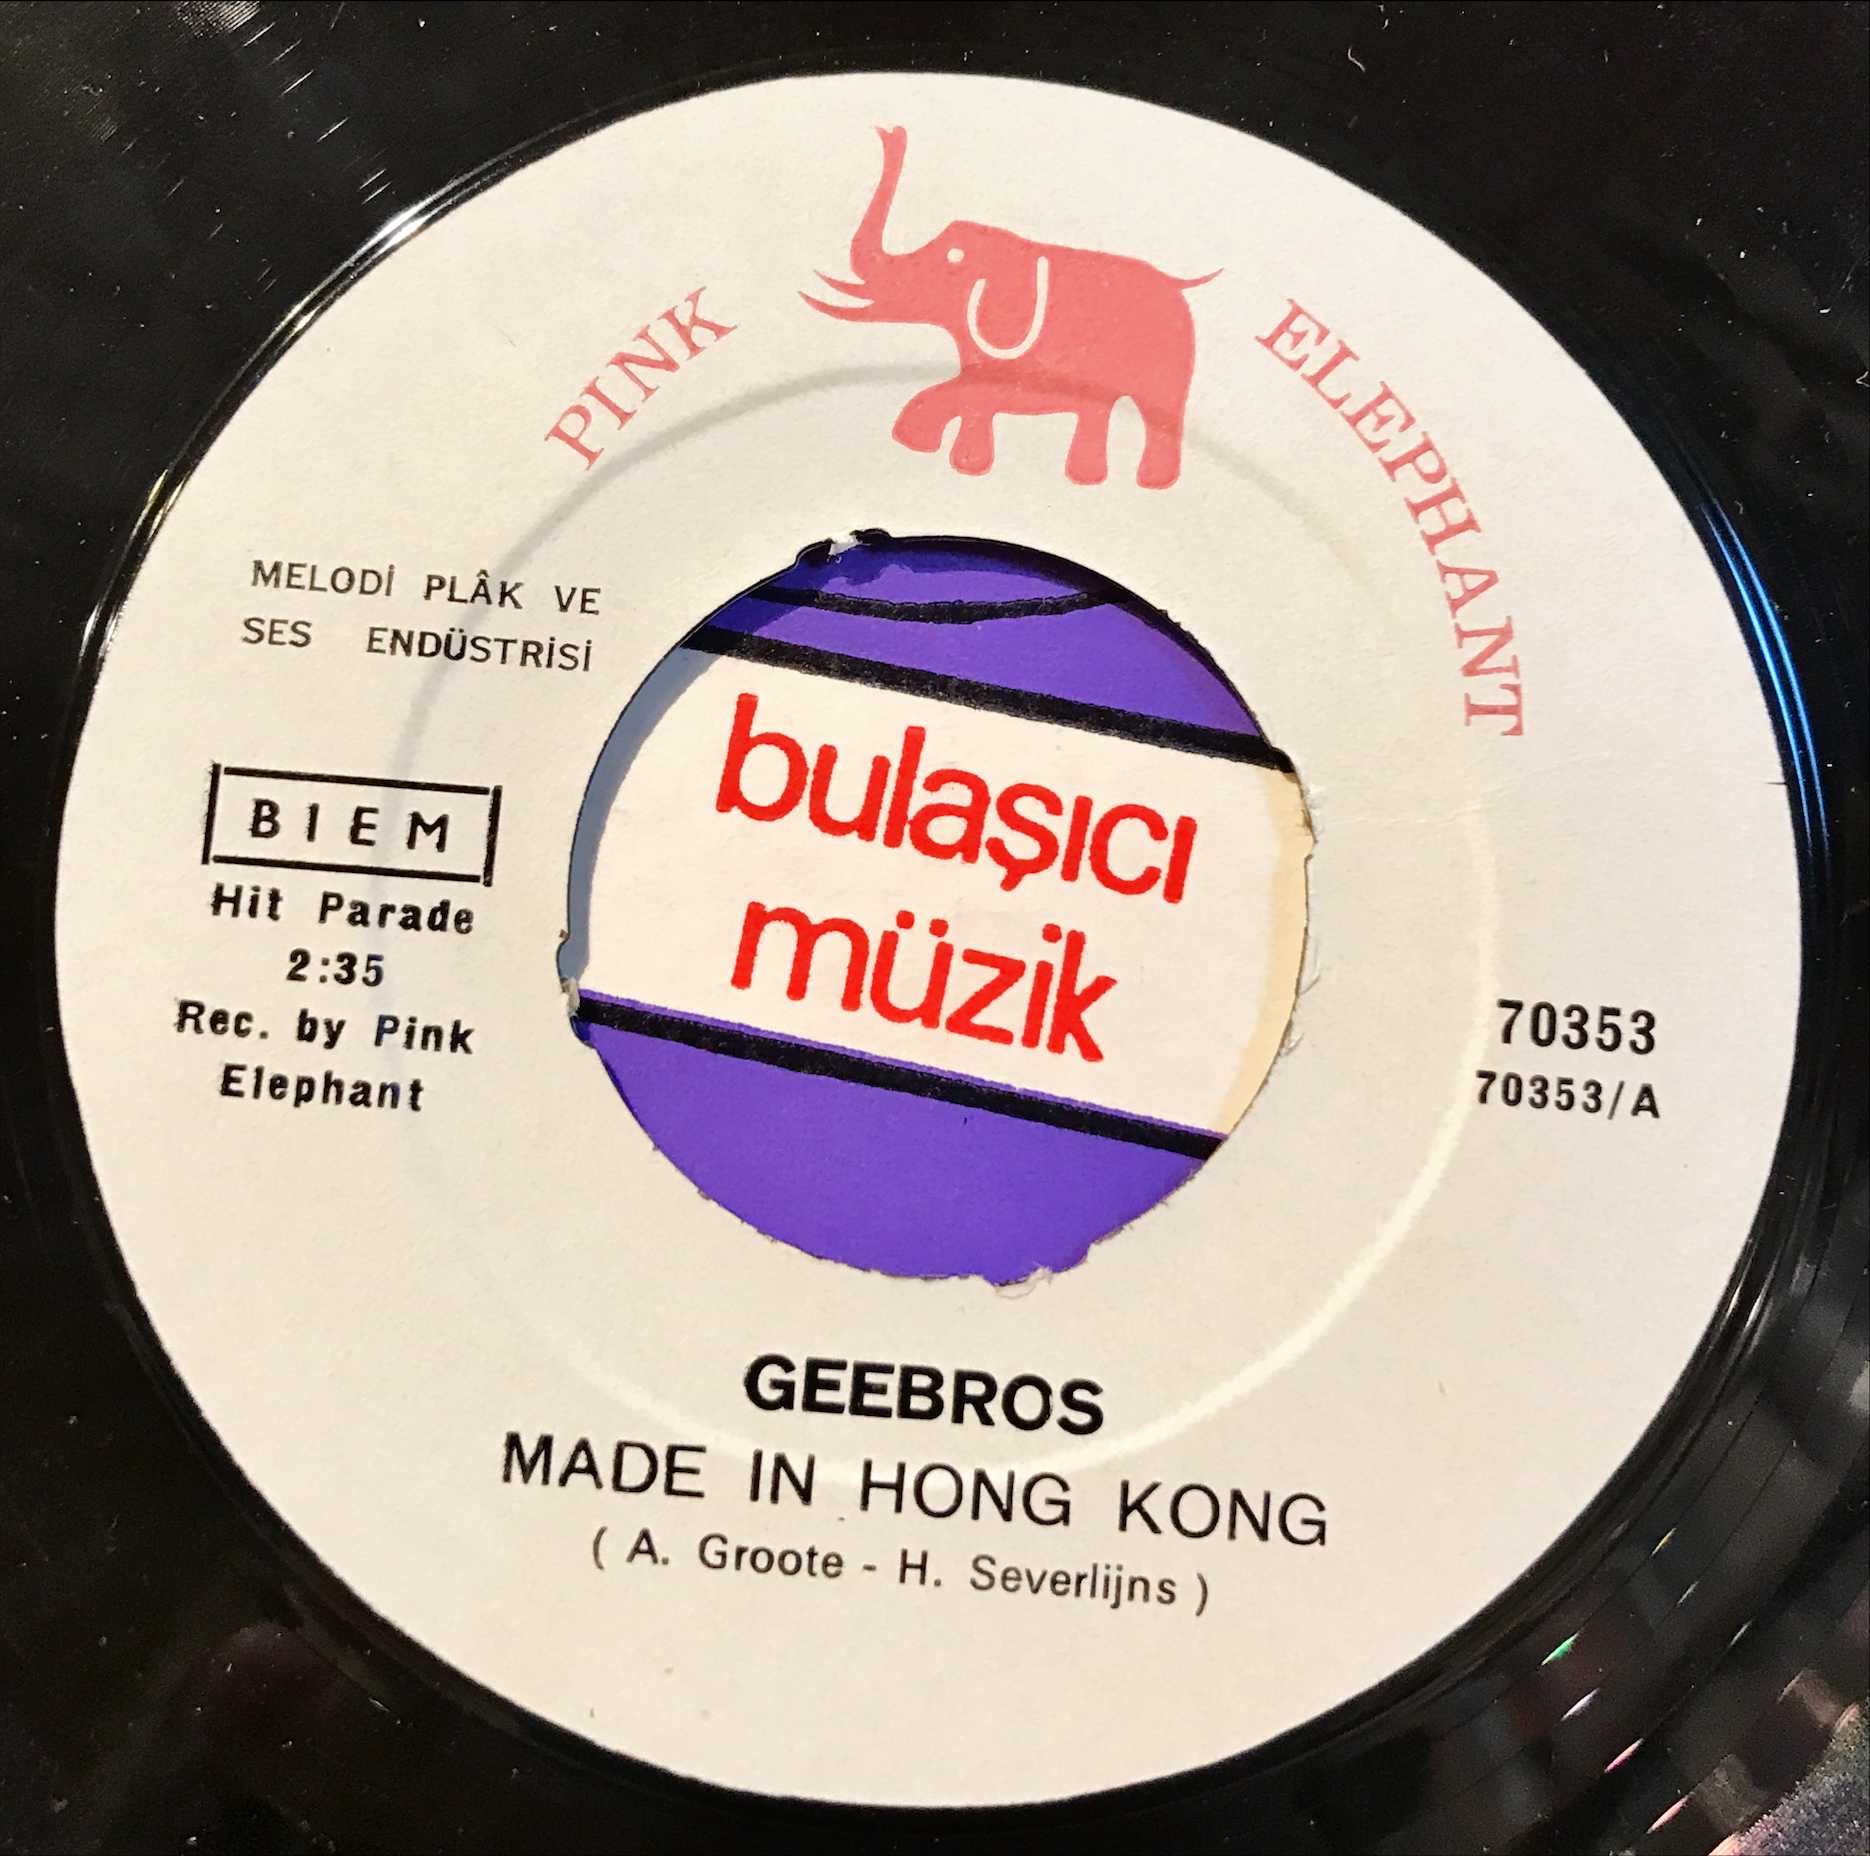 PINK ELEPHANT
MELODİ PLÂK VE
SES ENDÜSTRİSİ
BIEM
Hit Parade
2:35
Rec. by Pink
Elephant
bulaşıcı
müzik
70353
70353/A
GEEBROS
MADE IN HONG KONG
( A. Groote - H. Severlijns )